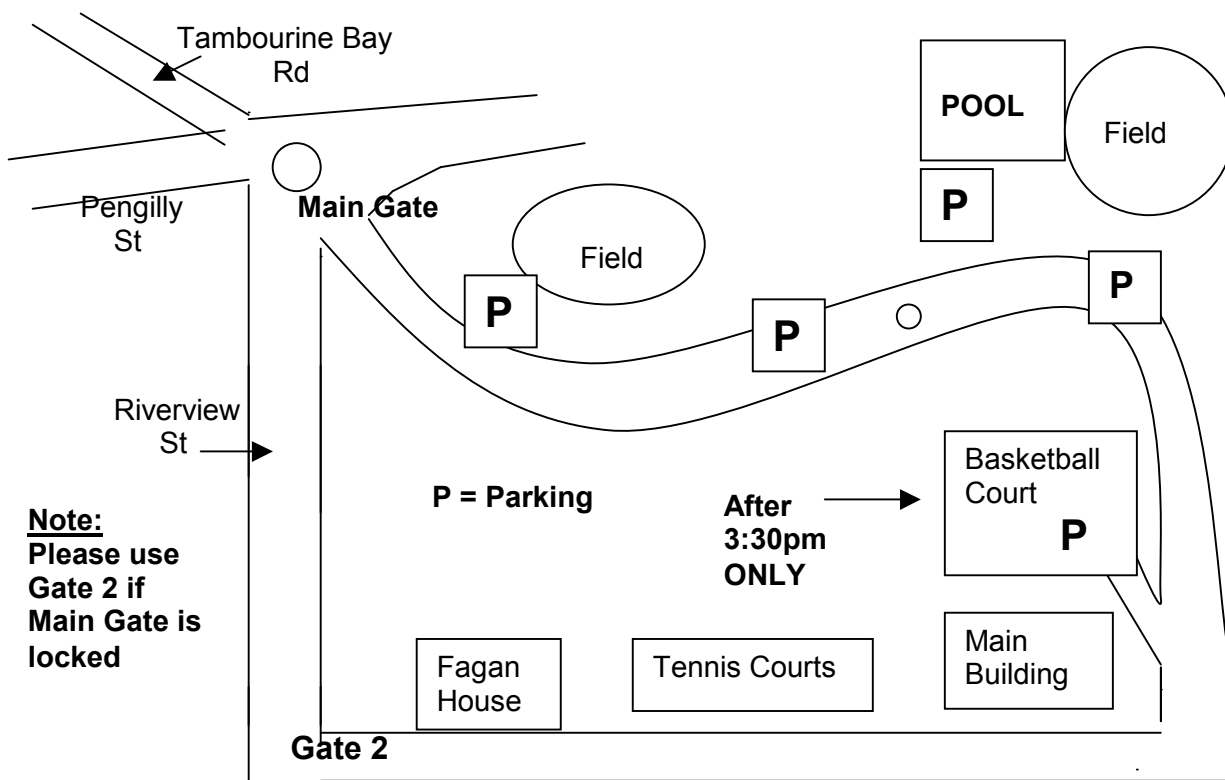 Tambourine Bay
Rd
POOL
Field
P
Pengilly
St
Main Gate
Field
P
P
P
Riverview
St
P = Parking
After
3:30pm
ONLY
Basketball
Court
P
Note:
Please use
Gate 2 if
Main Gate is
locked
Fagan
House
Tennis Courts
Main
Building
Gate 2